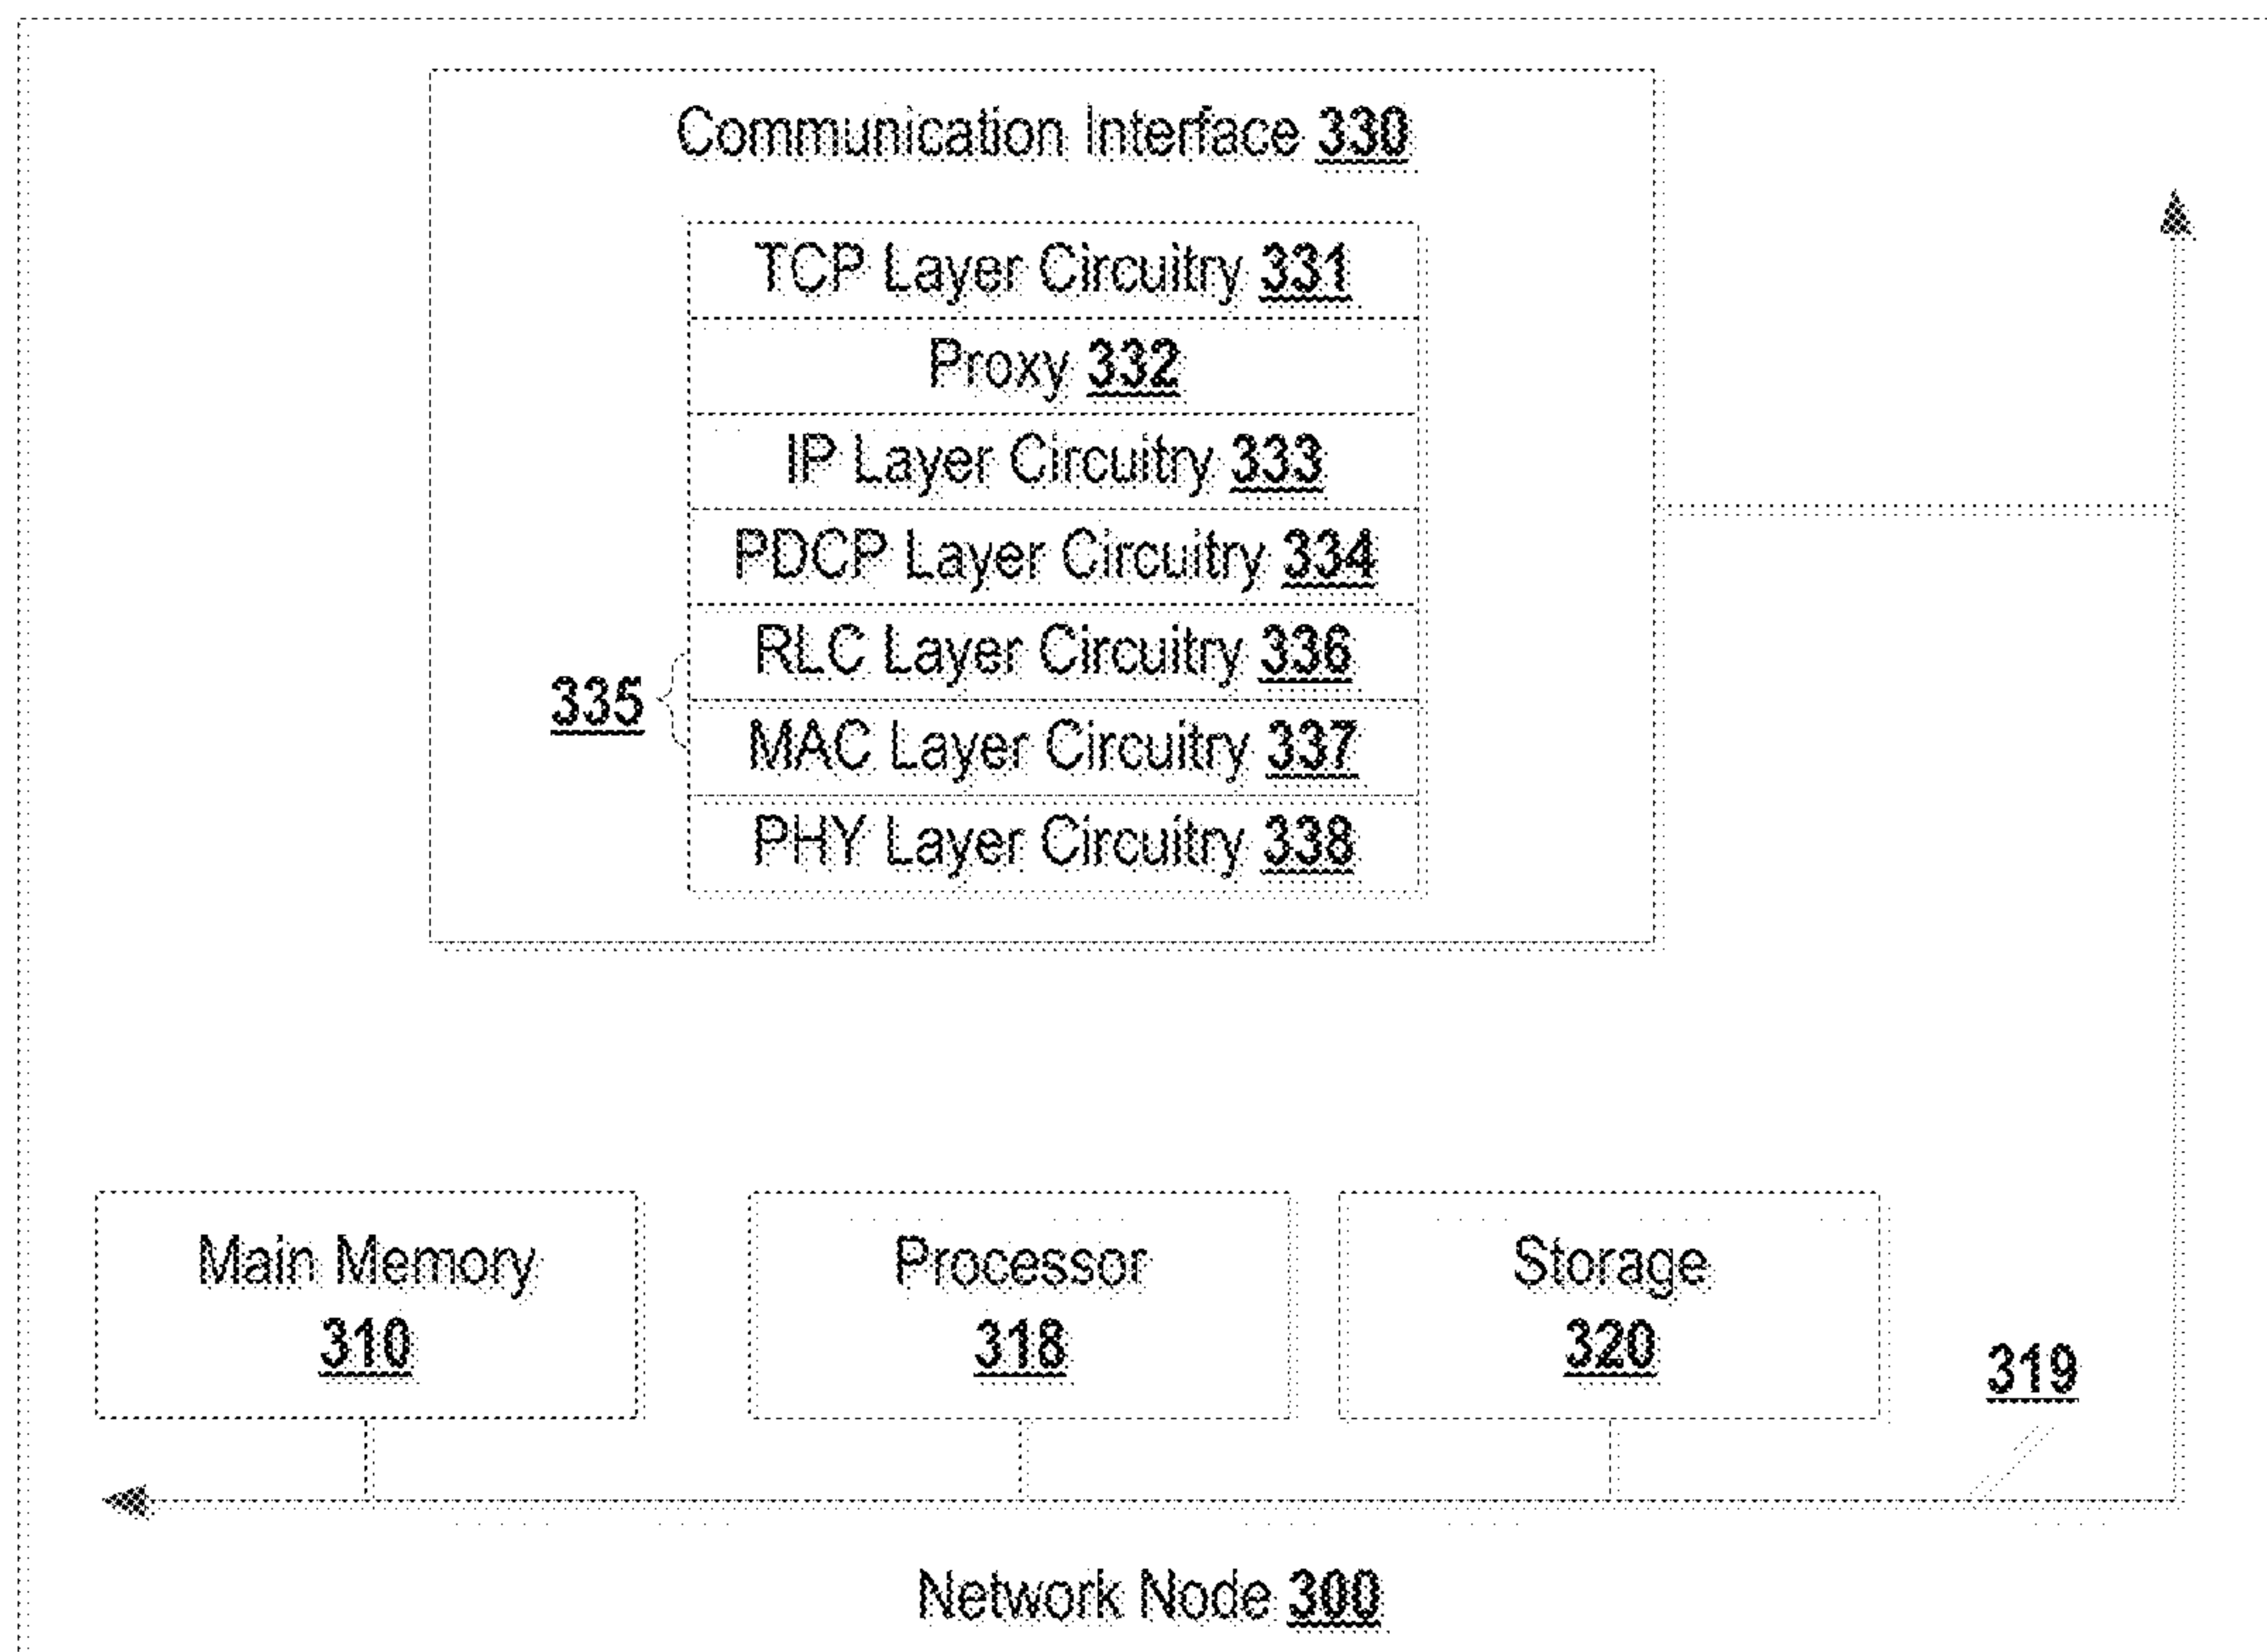 Communication Interface 330
TCP Layer Circuitry 331
Proxy 332
IP Layer Circuitry 333
PDCP Layer Circuitry 334
RLC Layer Circuitry 336
335
MAC Layer Circuitry 337
PHY Layer Circuitry 338
Main Memory
310
Processor
318
Storage
320
319
Network Node 300